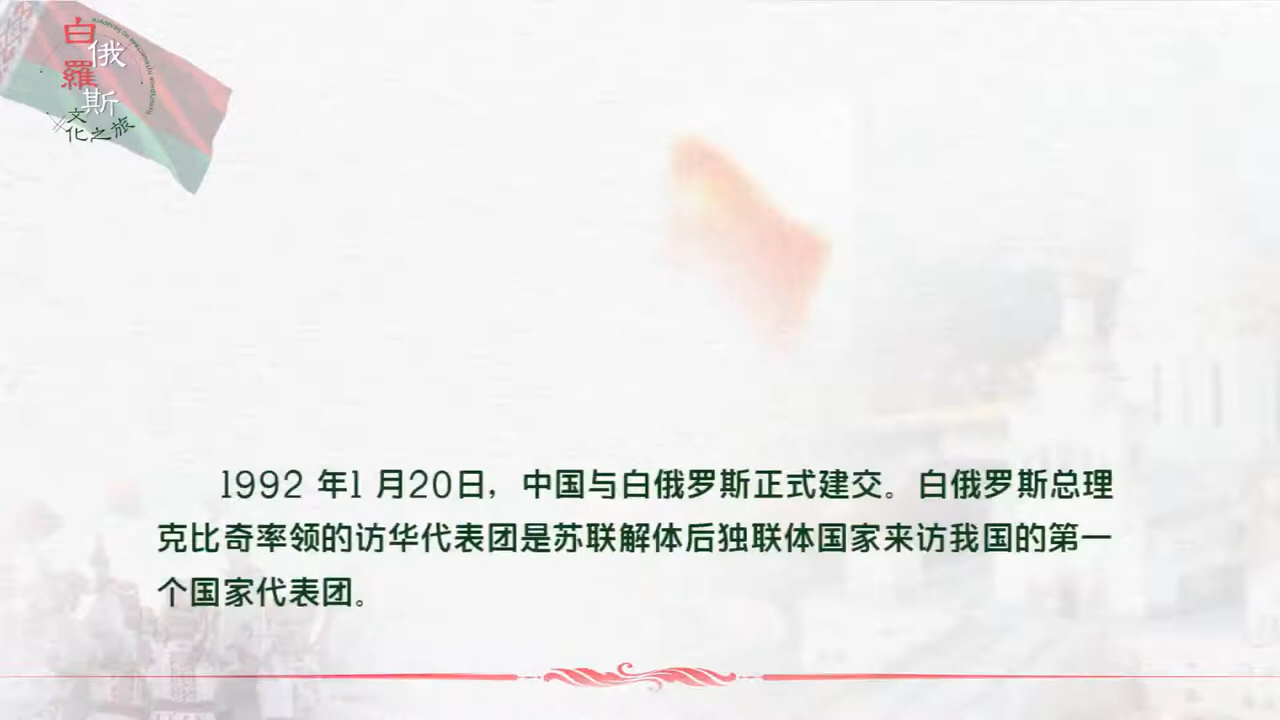 白俄羅斯
文化之旅
1992 年1 月20日，中国与白俄罗斯正式建交。白俄罗斯总理
克比奇率领的访华代表团是苏联解体后独联体国家来访我国的第一
个国家代表团。